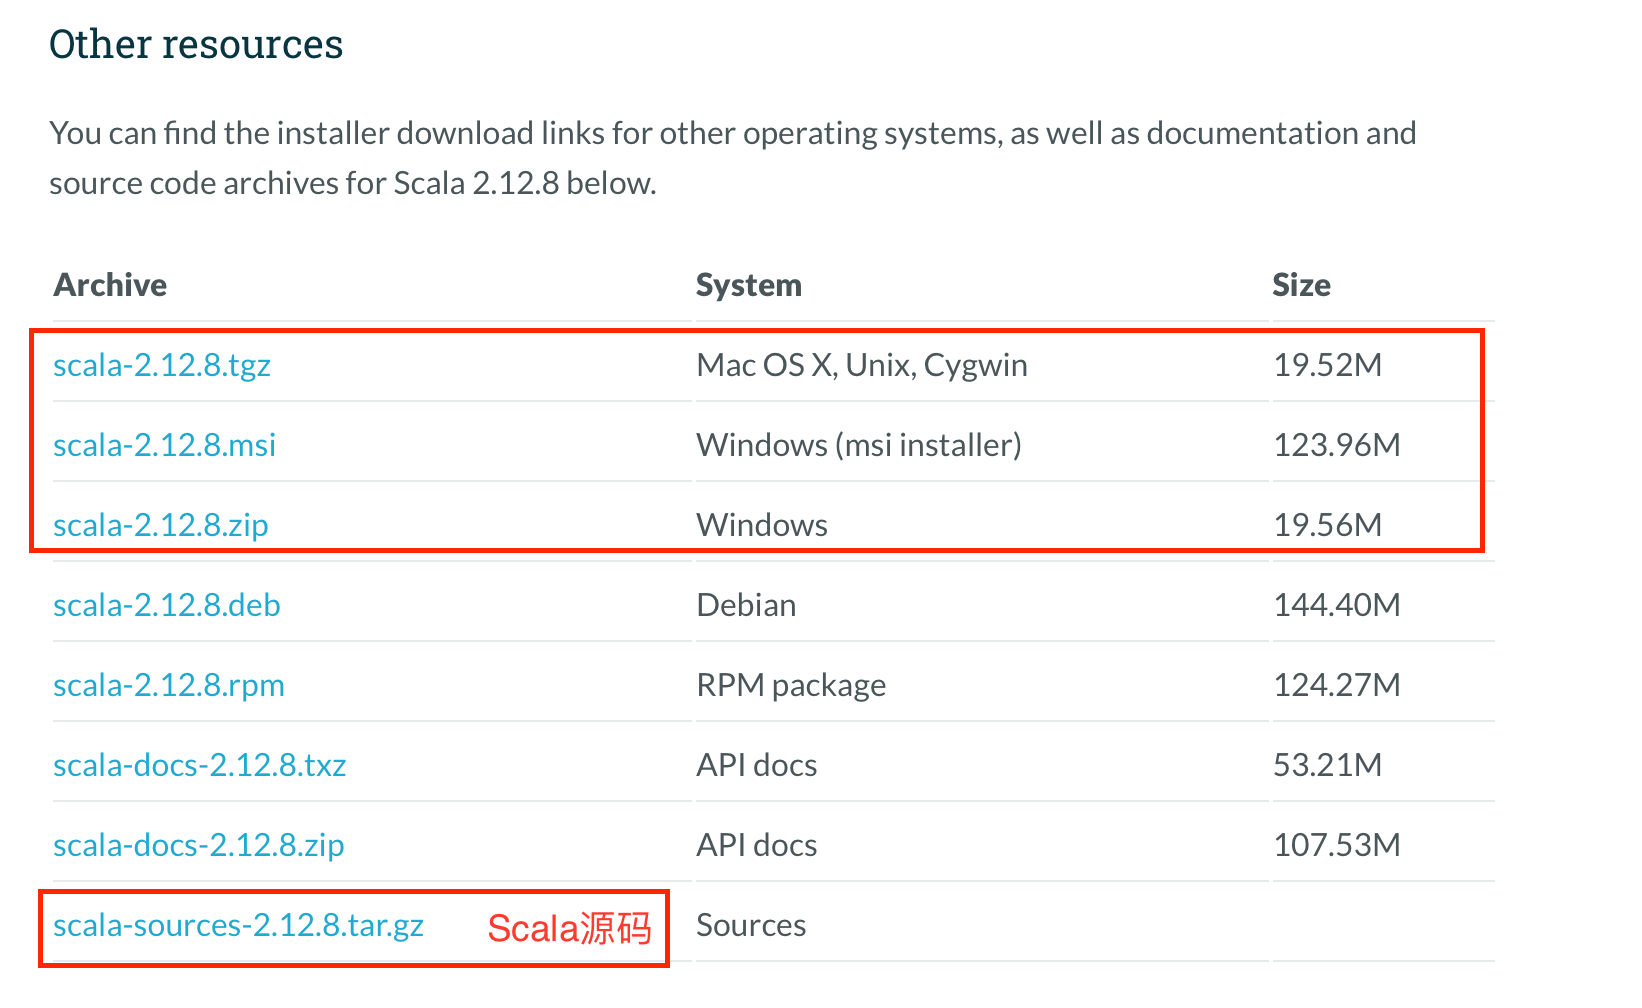 Other resources
You can find the installer download links for other operating systems, as well as documentation and
source code archives for Scala 2.12.8 below.
Archive System Size
scala-2.12.8.tgz Mac OS X, Unix, Cygwin 19.52M
scala-2.12.8.msi Windows (msi installer) 123.96M
scala-2.12.8.zip Windows 19.56M
scala-2.12.8.deb Debian 144.40M
scala-2.12.8.rpm RPM package 124.27M
scala-docs-2.12.8.txz API docs 53.21M
scala-docs-2.12.8.zip API docs 107.53M
scala-sources-2.12.8.tar.gz Scala源码 Sources